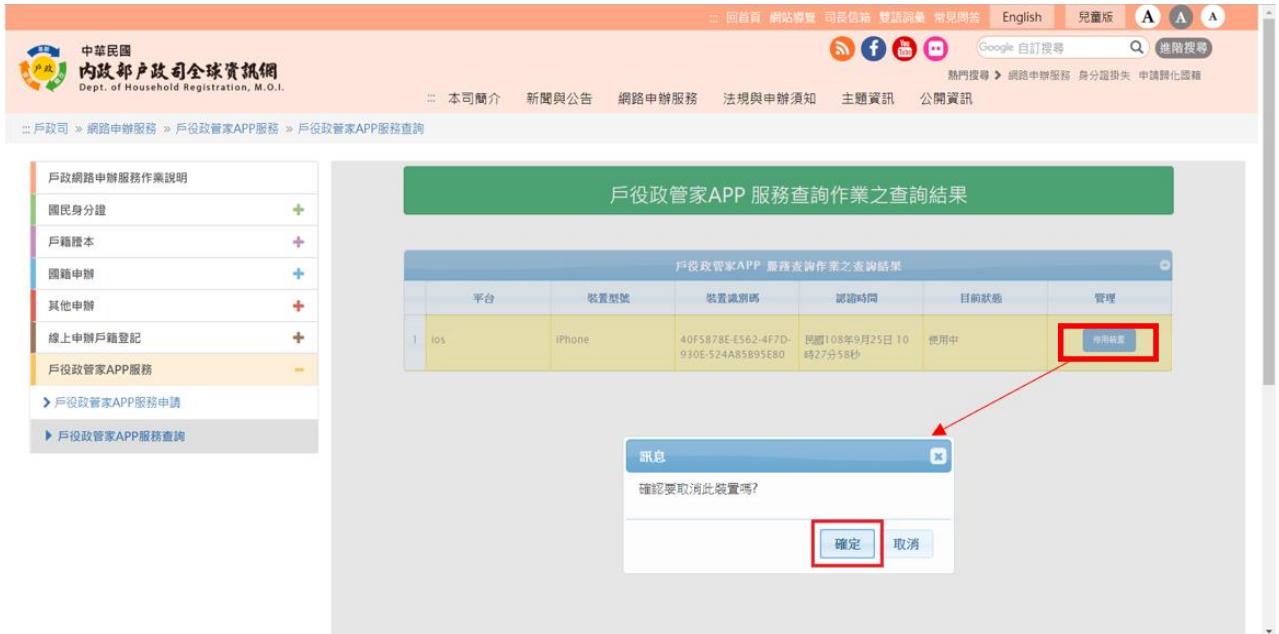 ::: 回首頁 網站導覽 司長信箱 雙語詞彙 常見問答 English 兒童版 A A A
中華民國
內政部戶政司全球資訊網
Dept. of Household Registration, M.O.I.
戶政
You Tube
Google 自訂搜尋 進階搜尋
熱門搜尋 網路申辦服務 身分證掛失 申請歸化國籍
::: 本司簡介 新聞與公告 網路申辦服務 法規與申辦須知 主題資訊 公開資訊
::: 戶政司 » 網路申辦服務 » 戶役政管家APP服務 » 戶役政管家APP服務查詢
戶政網路申辦服務作業說明
國民身分證
戶籍謄本
國籍申辦
其他申辦
線上申辦戶籍登記
戶役政管家APP服務
戶役政管家APP服務申請
戶役政管家APP服務查詢
戶役政管家APP 服務查詢作業之查詢結果
戶役政管家APP 服務查詢作業之查詢結果
平台 裝置型號 裝置識別碼 認證時間 目前狀態 管理
1 ios iPhone 40F5878E-E562-4F7D- 民國108年9月25日 10 使用中 停用裝置
930E-524A85B95E80 時27分58秒
訊息
確認要取消此裝置嗎?
確定 取消